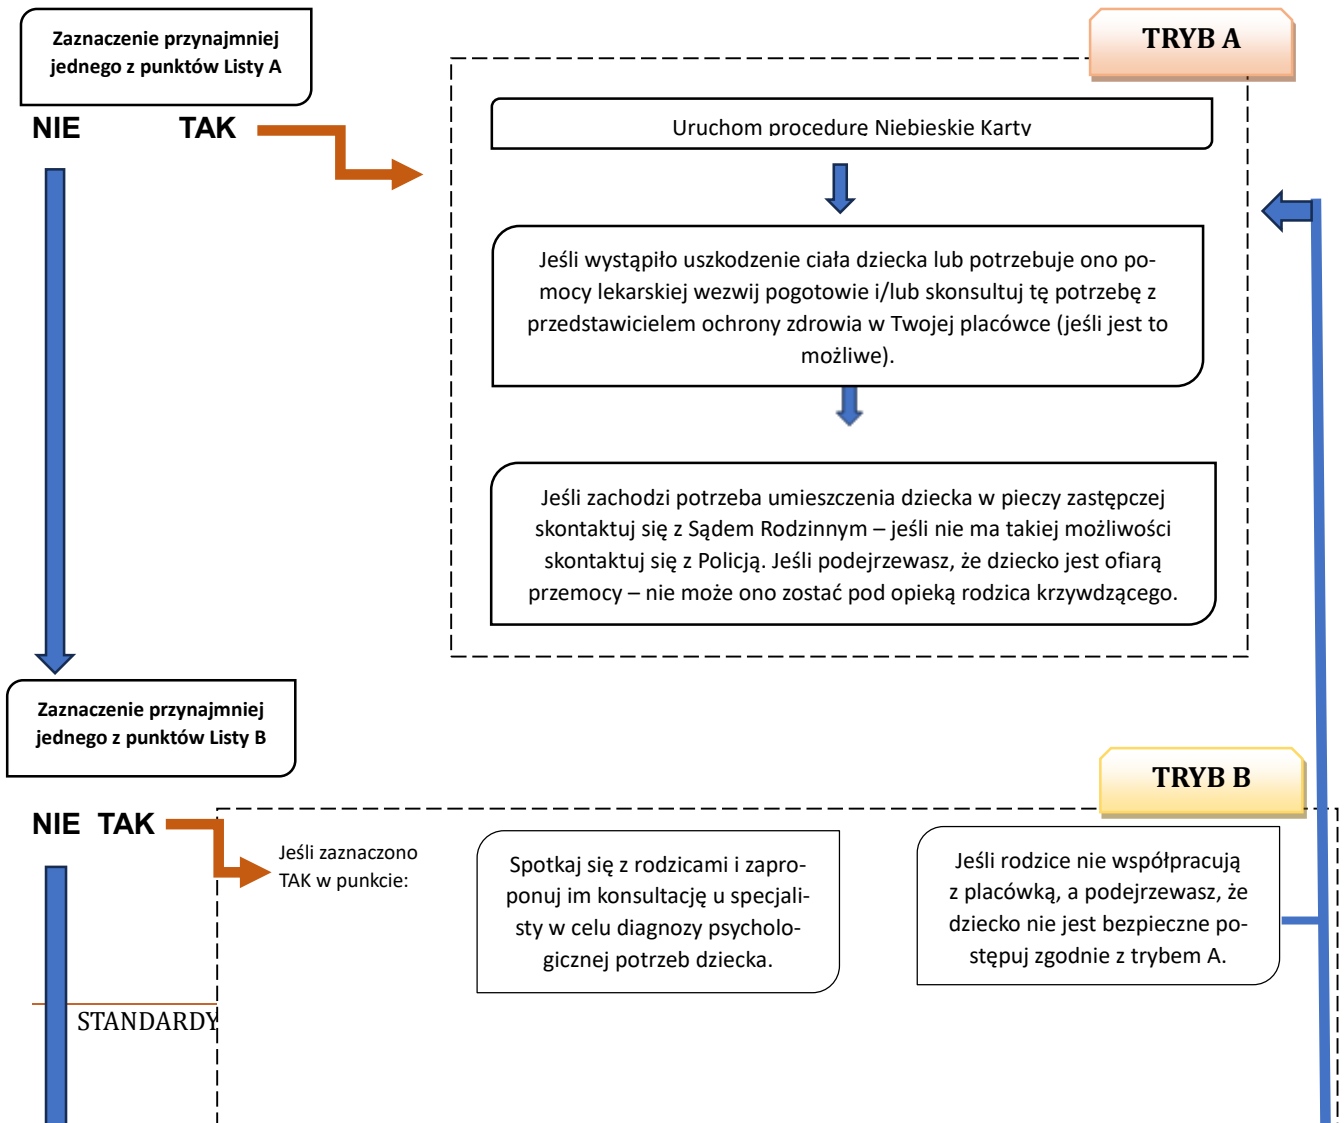 Zaznaczenie przynajmniej
jednego z punktów Listy A
NIE TAK
TRYB A
Uruchom procedurę Niebieskie Karty
Jeśli wystąpiło uszkodzenie ciała dziecka lub potrzebuje ono po-
mocy lekarskiej wezwij pogotowie i/lub skonsultuj tę potrzebę z
przedstawicielem ochrony zdrowia w Twojej placówce (jeśli jest to
możliwe).
Jeśli zachodzi potrzeba umieszczenia dziecka w pieczy zastępczej
skontaktuj się z Sądem Rodzinnym – jeśli nie ma takiej możliwości
skontaktuj się z Policją. Jeśli podejrzewasz, że dziecko jest ofiarą
przemocy – nie może ono zostać pod opieką rodzica krzywdzącego.
Zaznaczenie przynajmniej
jednego z punktów Listy B
NIE TAK
TRYB B
Jeśli zaznaczono
TAK w punkcie:
Spotkaj się z rodzicami i zapro-
ponuj im konsultację u specjali-
sty w celu diagnozy psycholo-
gicznej potrzeb dziecka.
Jeśli rodzice nie współpracują
z placówką, a podejrzewasz, że
dziecko nie jest bezpieczne po-
stępuj zgodnie z trybem A.
STANDARDY